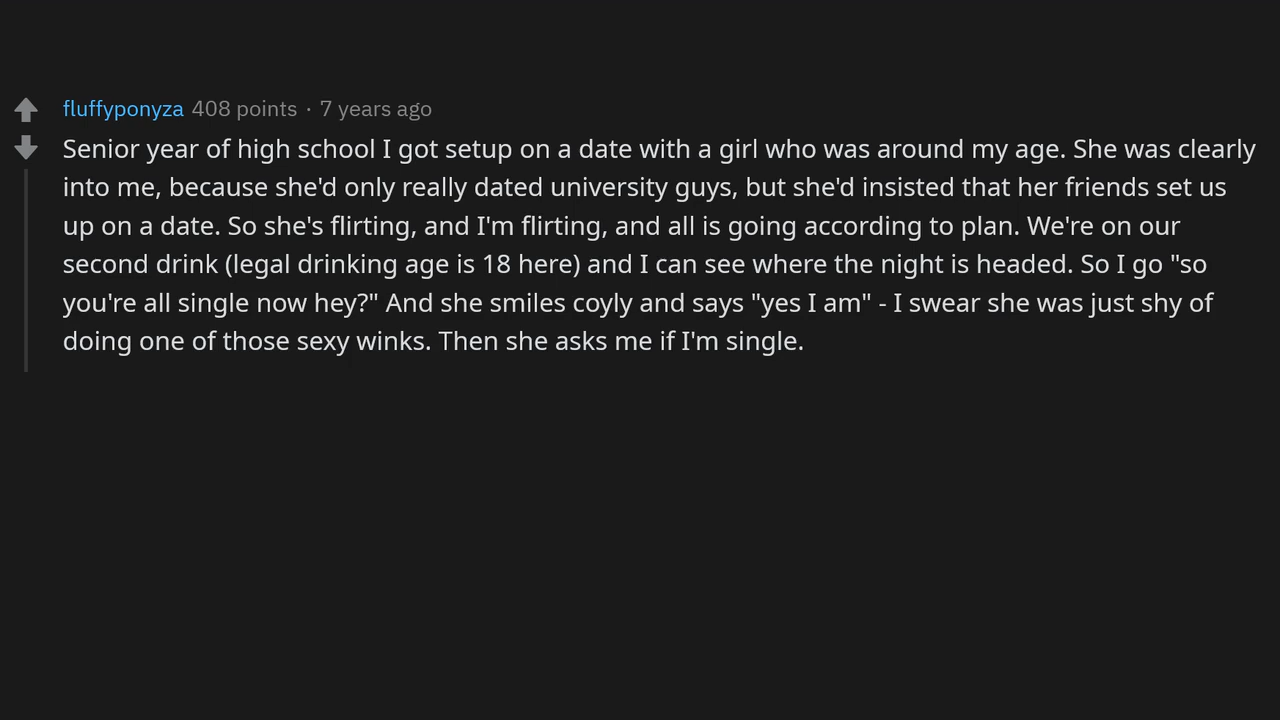 fluffyponyza 408 points · 7 years ago
Senior year of high school I got setup on a date with a girl who was around my age. She was clearly
into me, because she'd only really dated university guys, but she'd insisted that her friends set us
up on a date. So she's flirting, and I'm flirting, and all is going according to plan. We're on our
second drink (legal drinking age is 18 here) and I can see where the night is headed. So I go "so
you're all single now hey?" And she smiles coyly and says "yes I am" - I swear she was just shy of
doing one of those sexy winks. Then she asks me if I'm single.